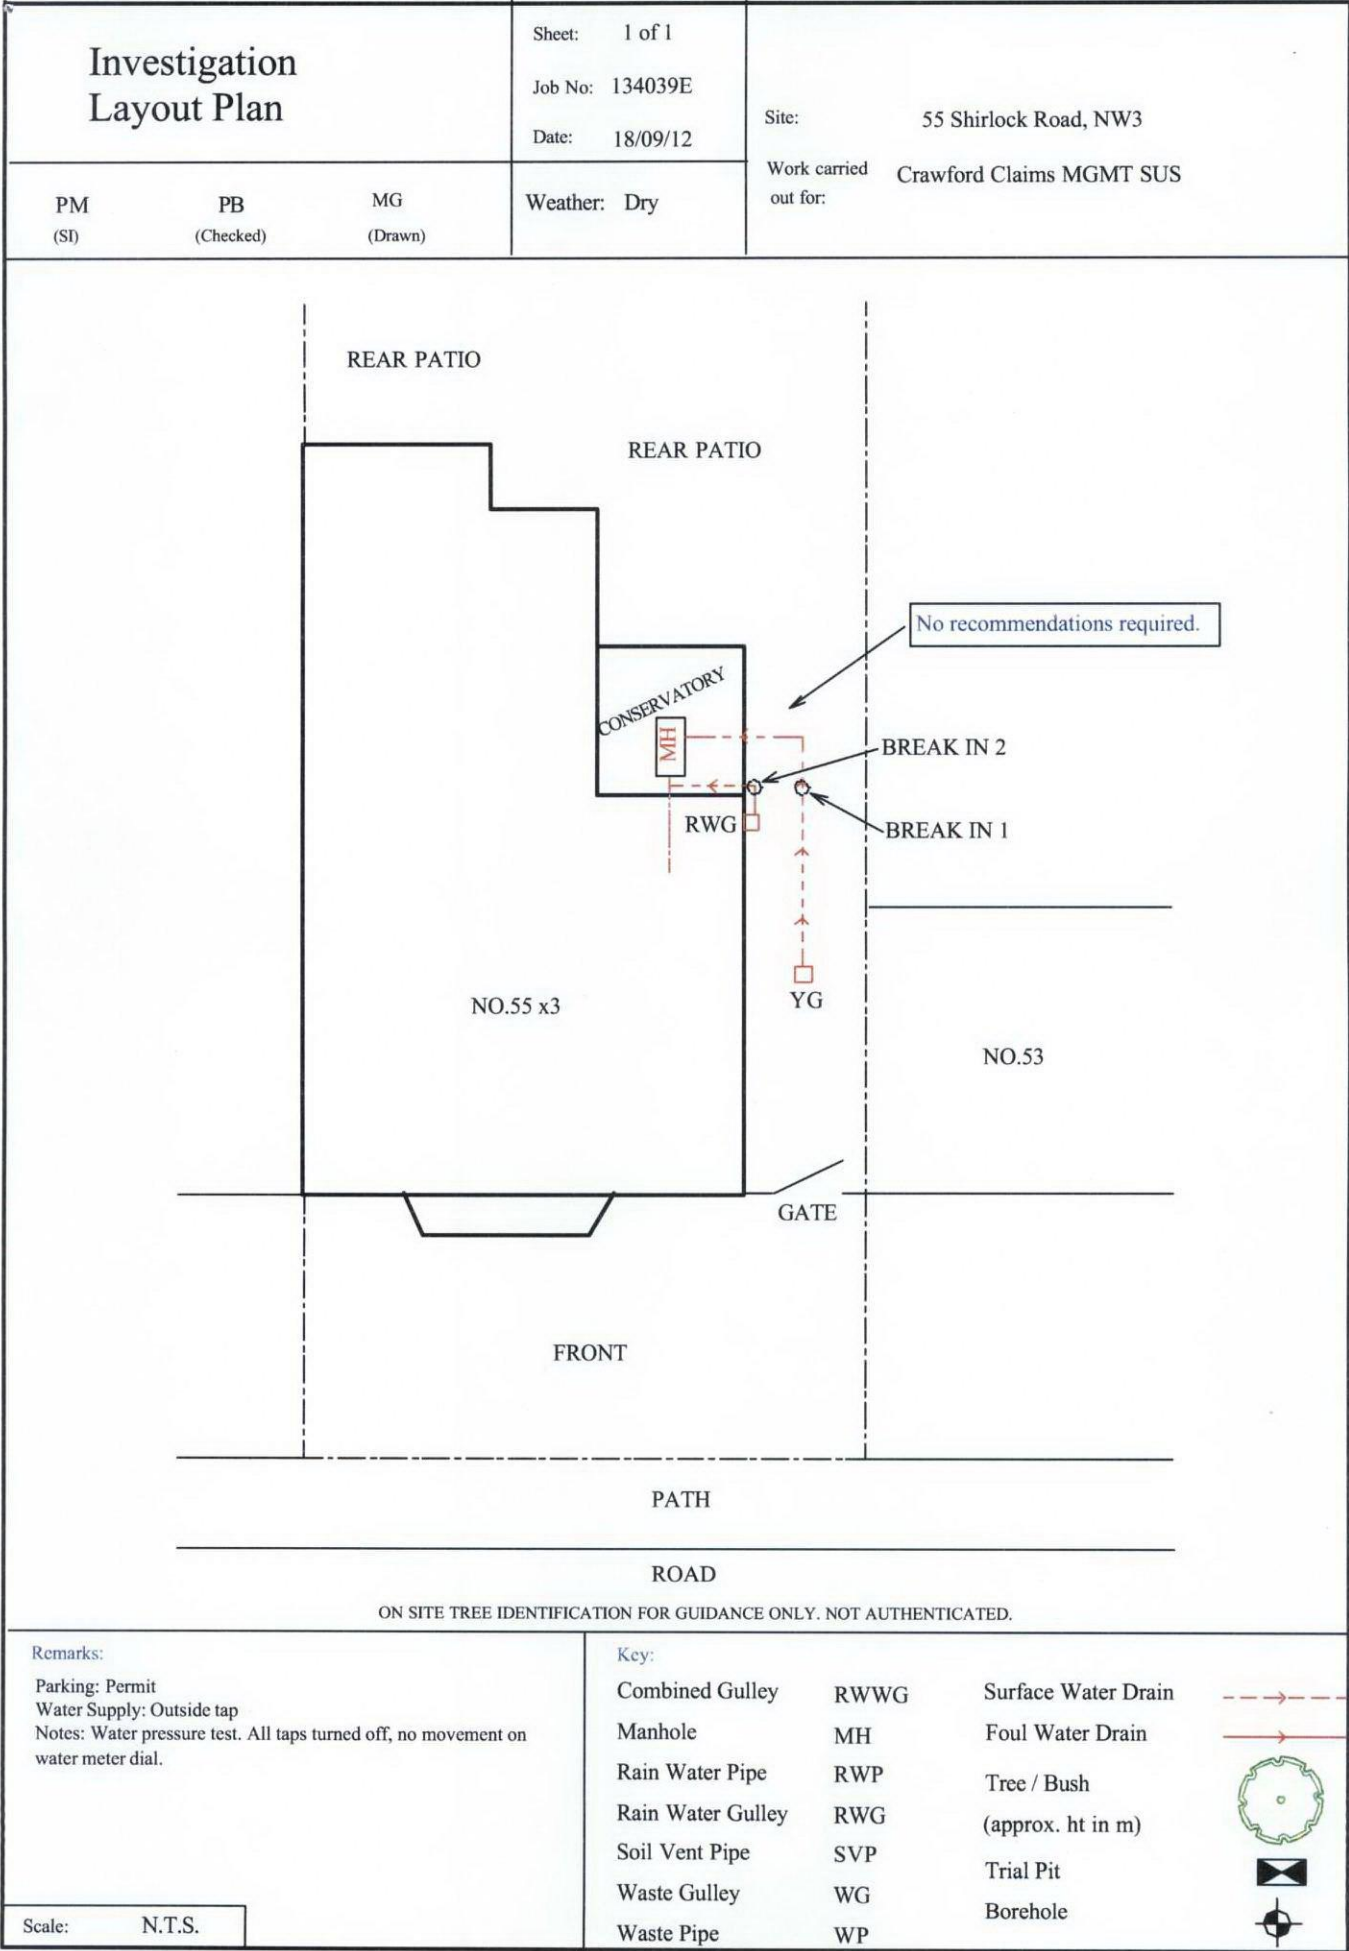 Investigation
Layout Plan
Sheet: 1 of 1
Job No: 134039E
Date: 18/09/12
Site: 55 Shirlock Road, NW3
Work carried
out for: Crawford Claims MGMT SUS
PM PB MG
(SI) (Checked) (Drawn)
Weather: Dry
REAR PATIO
REAR PATIO
No recommendations required.
CONSERVATORY
MH
BREAK IN 2
RWG
BREAK IN 1
YG
NO.55 x3
NO.53
GATE
FRONT
PATH
ROAD
ON SITE TREE IDENTIFICATION FOR GUIDANCE ONLY. NOT AUTHENTICATED.
Remarks:
Parking: Permit
Water Supply: Outside tap
Notes: Water pressure test. All taps turned off, no movement on
water meter dial.
Scale: N.T.S.
Key:
Combined Gulley RWWG
Manhole MH
Rain Water Pipe RWP
Rain Water Gulley RWG
Soil Vent Pipe SVP
Waste Gulley WG
Waste Pipe WP
Surface Water Drain
Foul Water Drain
Tree / Bush
(approx. ht in m)
Trial Pit
Borehole